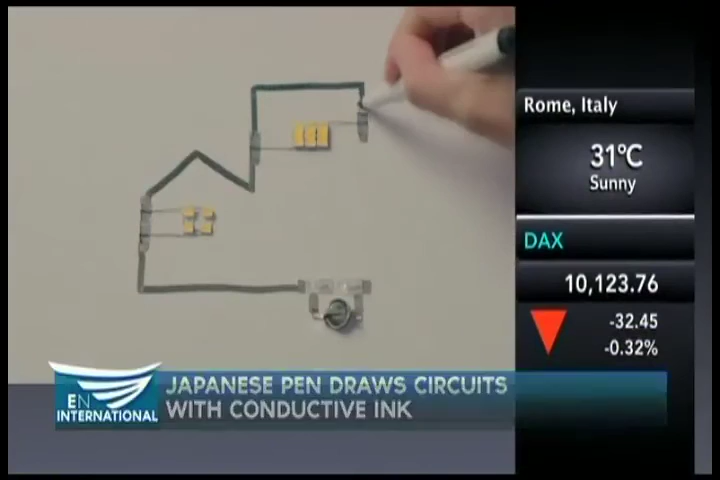 Rome, Italy
31°C
Sunny
DAX
10,123.76
-32.45
-0.32%
EN
INTERNATIONAL
JAPANESE PEN DRAWS CIRCUITS
WITH CONDUCTIVE INK